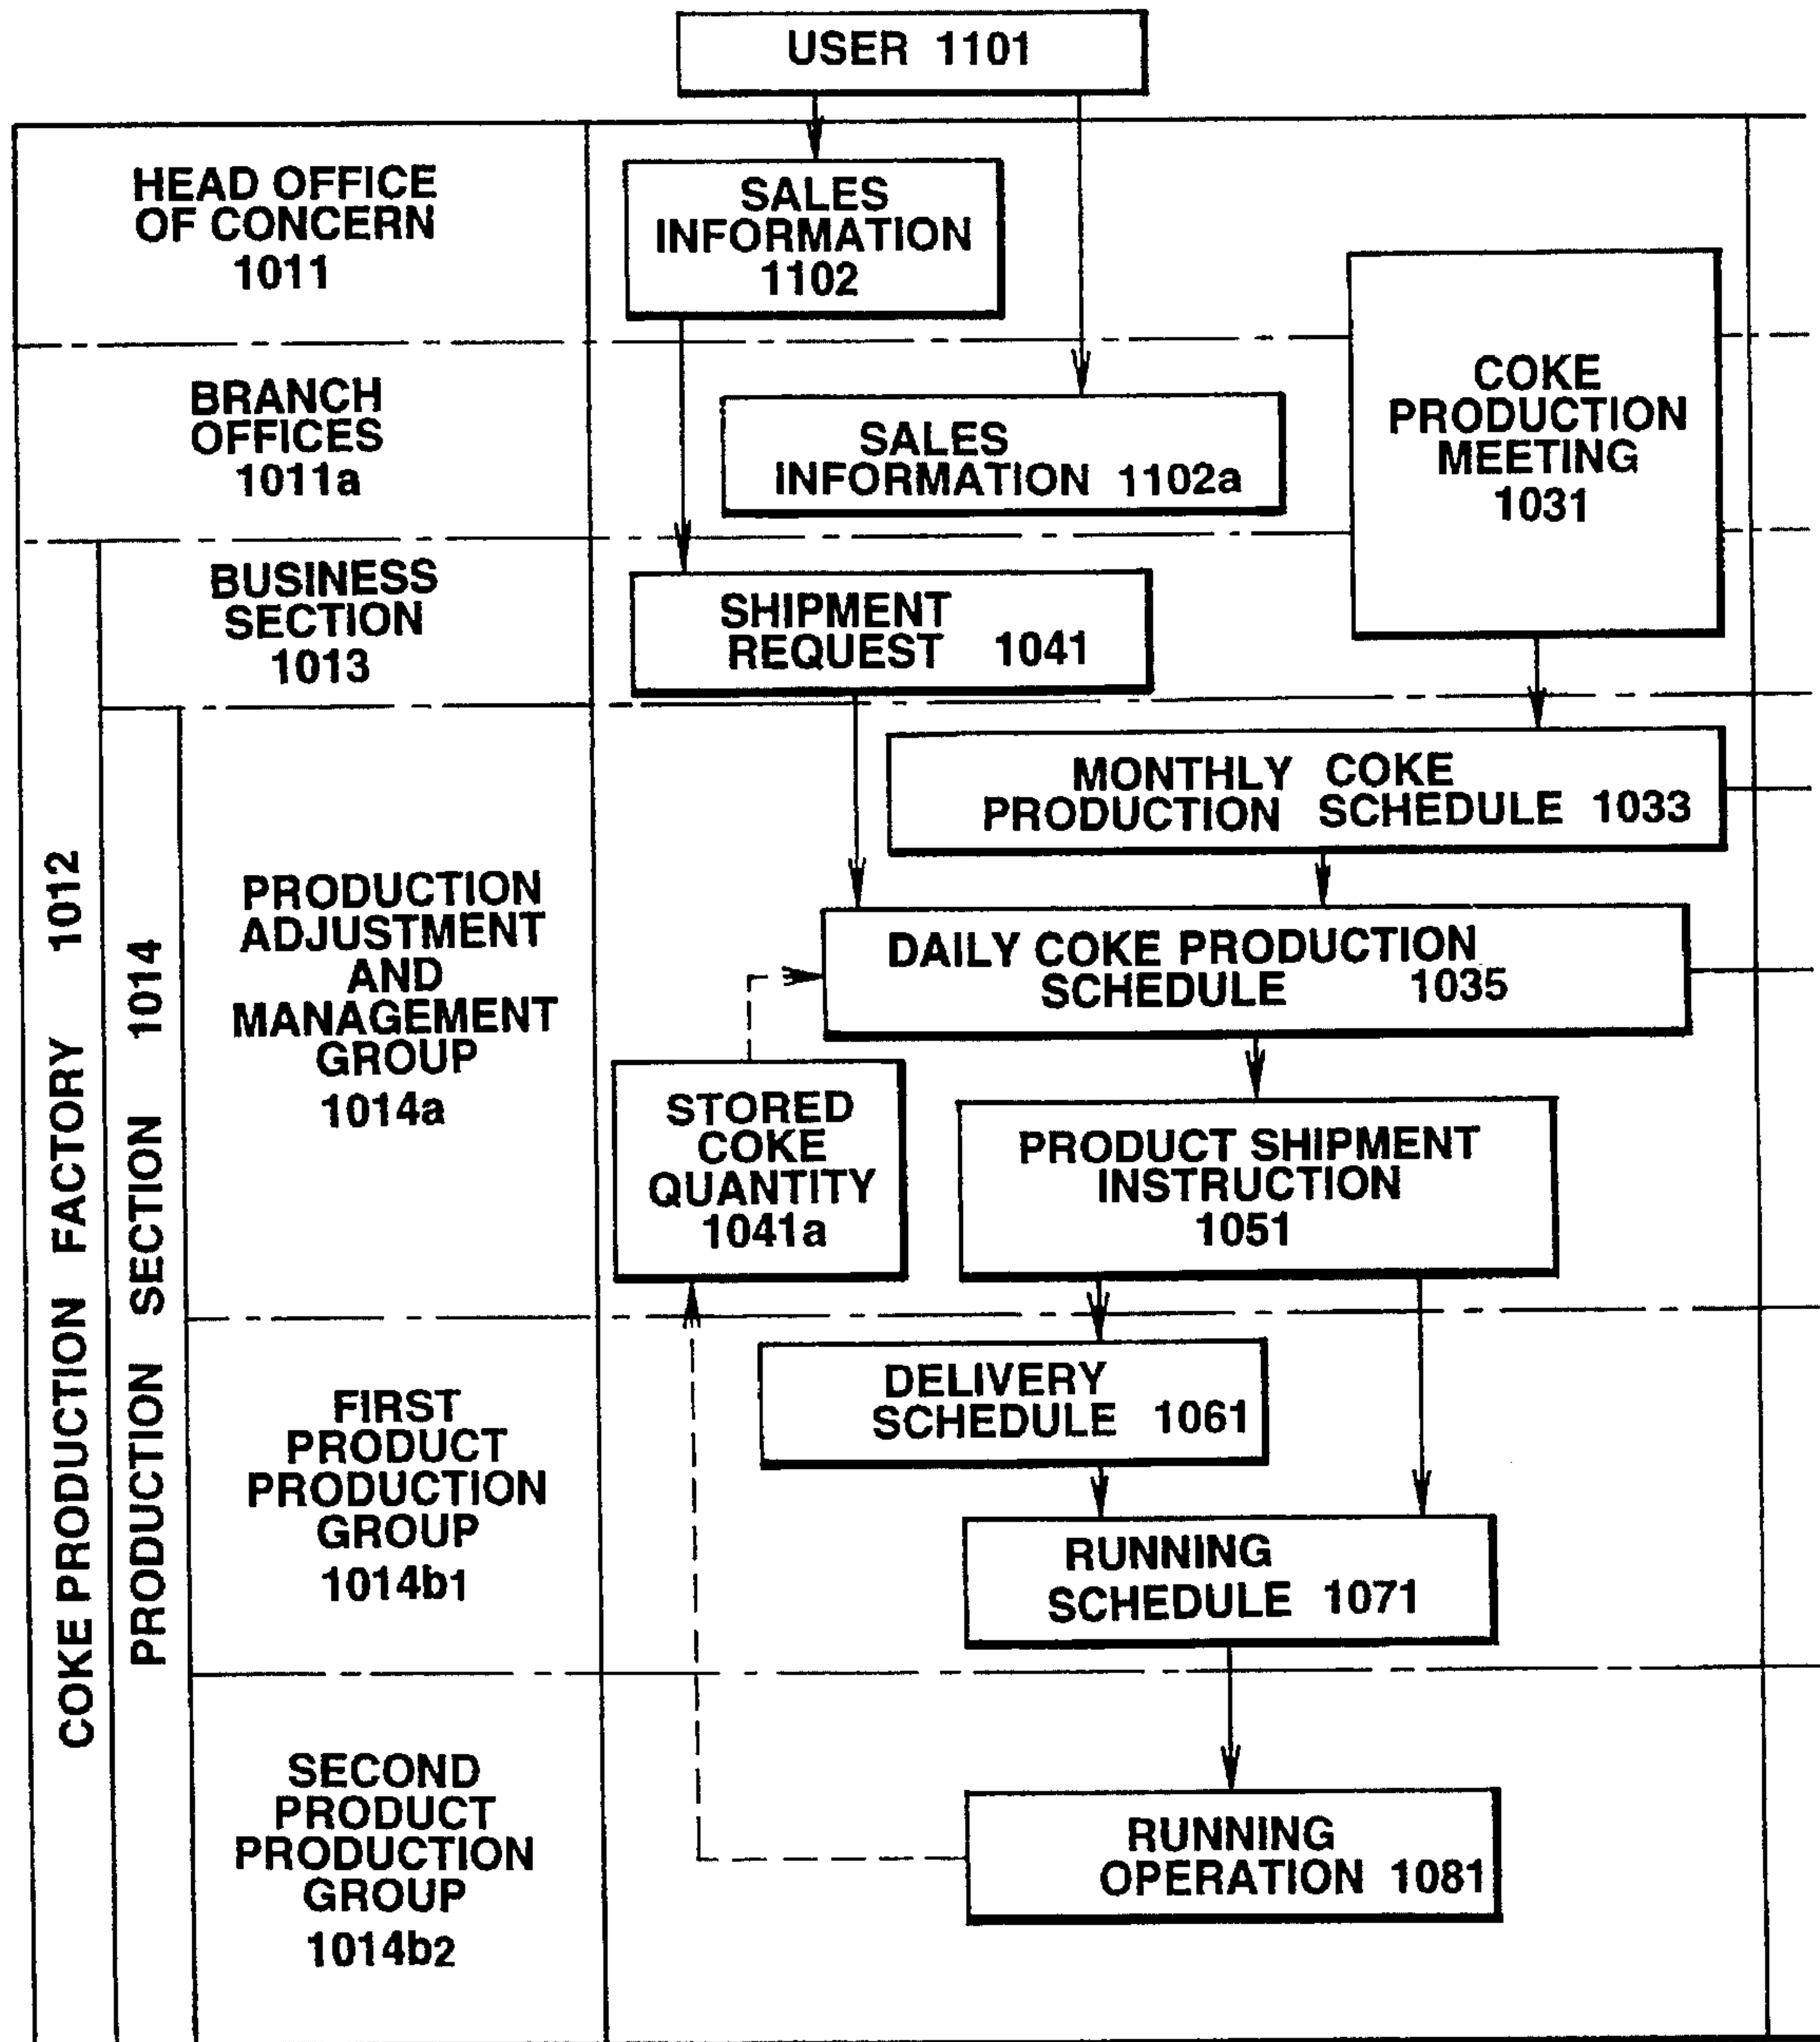 USER 1101
HEAD OFFICE
OF CONCERN
1011
SALES
INFORMATION
1102
COKE
PRODUCTION
MEETING
1031
BRANCH
OFFICES
1011a
SALES
INFORMATION 1102a
BUSINESS
SECTION
1013
SHIPMENT
REQUEST 1041
COKE PRODUCTION FACTORY 1012
PRODUCTION SECTION 1014
PRODUCTION
ADJUSTMENT
AND
MANAGEMENT
GROUP
1014a
MONTHLY COKE
PRODUCTION SCHEDULE 1033
DAILY COKE PRODUCTION
SCHEDULE 1035
STORED
COKE
QUANTITY
1041a
PRODUCT SHIPMENT
INSTRUCTION
1051
FIRST
PRODUCT
PRODUCTION
GROUP
1014b1
DELIVERY
SCHEDULE 1061
RUNNING
SCHEDULE 1071
SECOND
PRODUCT
PRODUCTION
GROUP
1014b2
RUNNING
OPERATION 1081